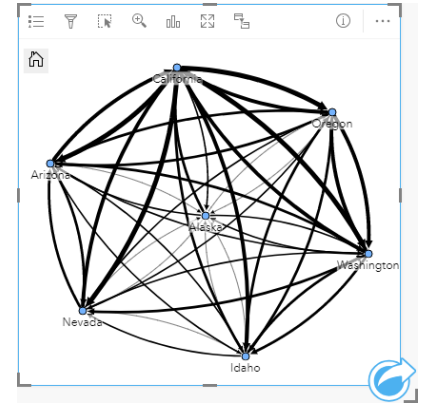 California
Oregon
Arizona
Alaska
Washington
Nevada
Idaho